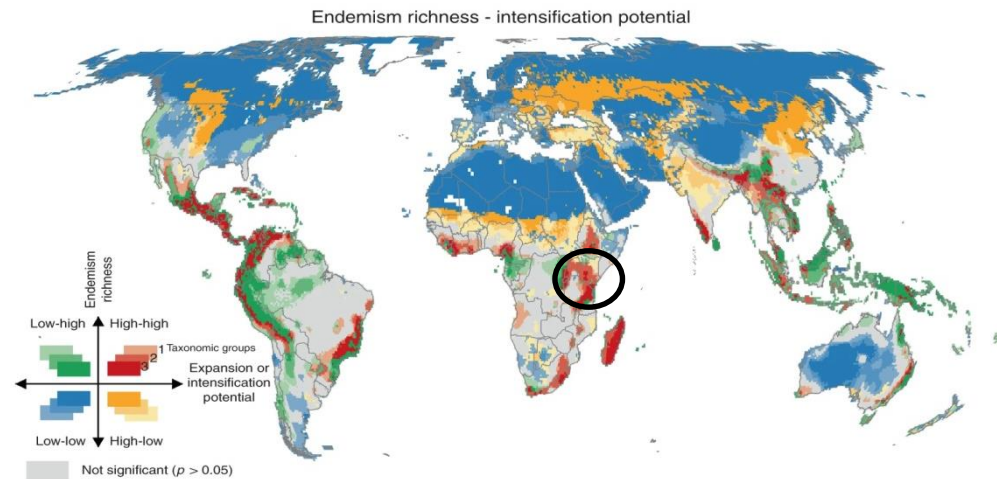 Endemism richness - intensification potential
Endemism
richness
Low-high
High-high
1 Taxonomic groups
2
3
Expansion or
intensification
potential
Low-low
High-low
Not significant (p > 0.05)